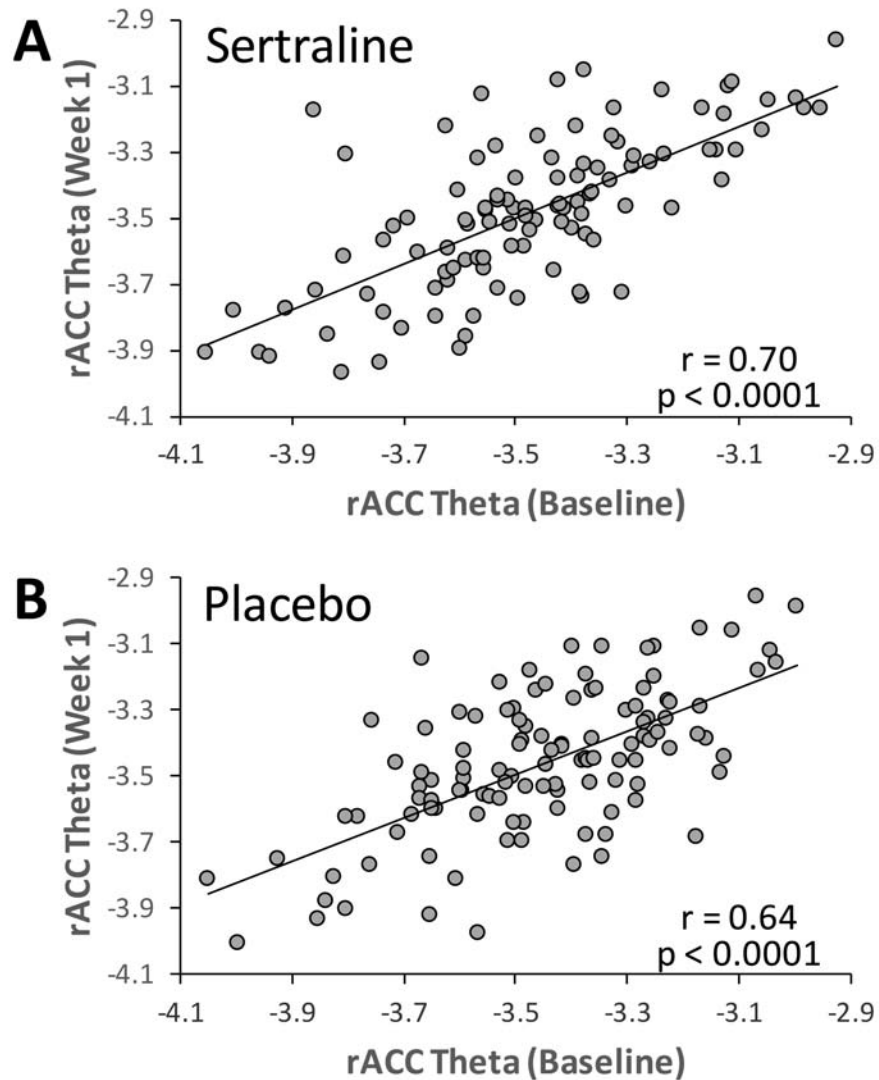 A
Sertraline
rACC Theta (Week 1)
-2.9
-3.1
-3.3
-3.5
-3.7
-3.9
-4.1
r = 0.70
p < 0.0001
-4.1 -3.9 -3.7 -3.5 -3.3 -3.1 -2.9
rACC Theta (Baseline)
B
Placebo
rACC Theta (Week 1)
-2.9
-3.1
-3.3
-3.5
-3.7
-3.9
-4.1
r = 0.64
p < 0.0001
-4.1 -3.9 -3.7 -3.5 -3.3 -3.1 -2.9
rACC Theta (Baseline)